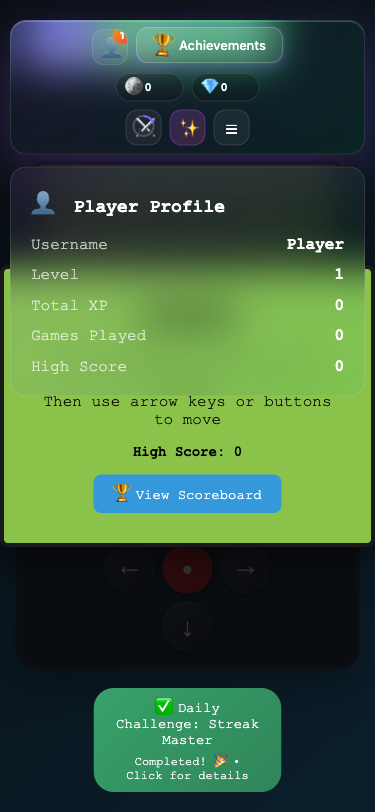 1
🏆 Achievements
0 💎 0
✨ ≡
Player Profile
Username Player
Level 1
Total XP 0
Games Played 0
High Score 0
Then use arrow keys or buttons
to move
High Score: 0
🏆 View Scoreboard
← ● →
↓
✅ Daily
Challenge: Streak
Master
Completed! 🎉 •
Click for details